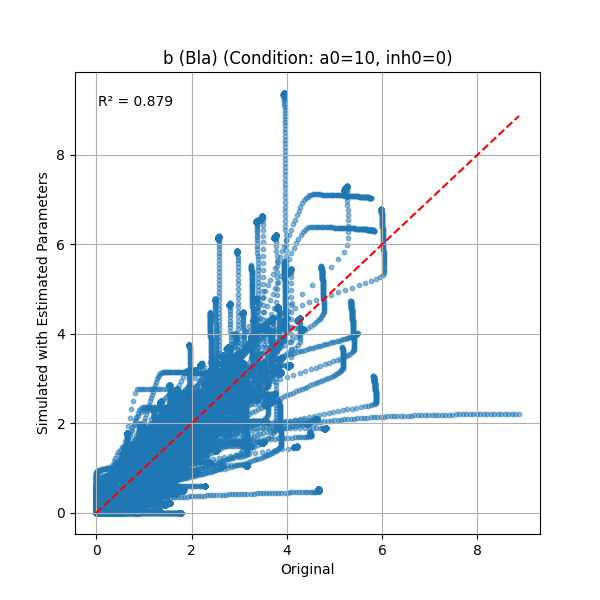 b (Bla) (Condition: a0=10, inh0=0)
R² = 0.879
Simulated with Estimated Parameters
8
6
4
2
0
0 2 4 6 8
Original